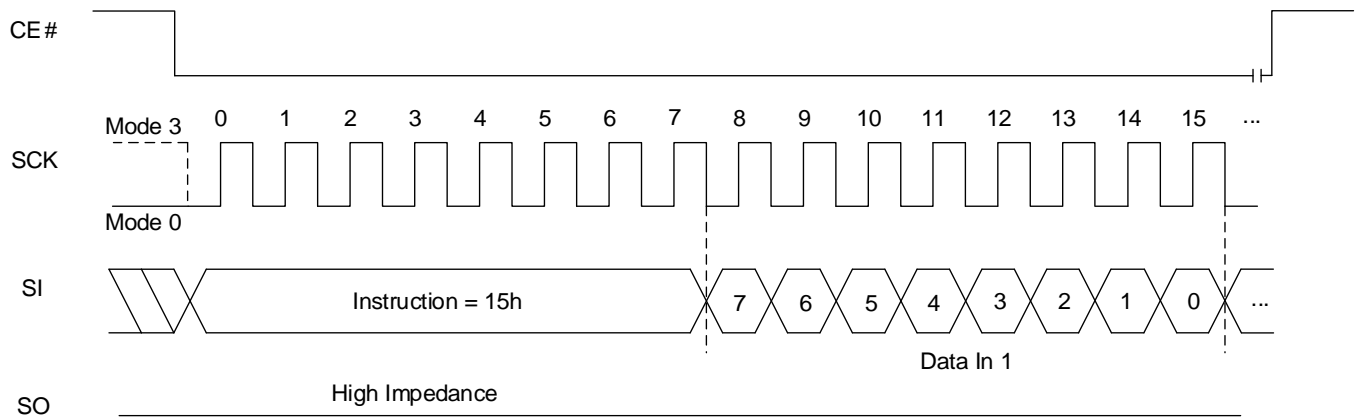 CE#
Mode 3 0 1 2 3 4 5 6 7 8 9 10 11 12 13 14 15 ...
SCK
Mode 0
SI Instruction = 15h 7 6 5 4 3 2 1 0 ...
Data In 1
High Impedance
SO